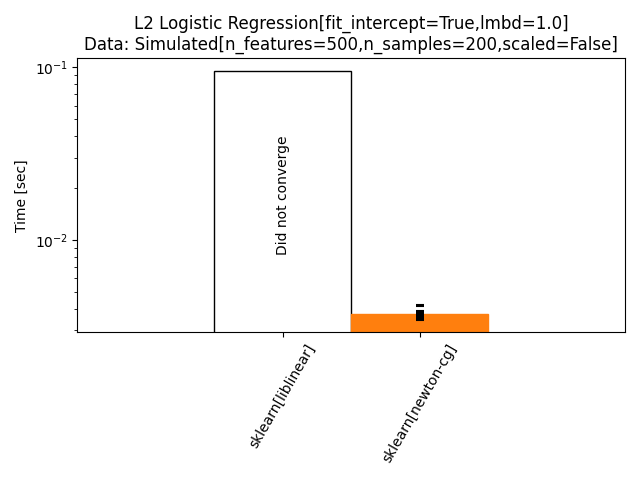 L2 Logistic Regression[fit_intercept=True,lmbd=1.0]
Data: Simulated[n_features=500,n_samples=200,scaled=False]
10⁻¹
Time [sec]
Did not converge
10⁻²
sklearn[liblinear]
sklearn[newton-cg]